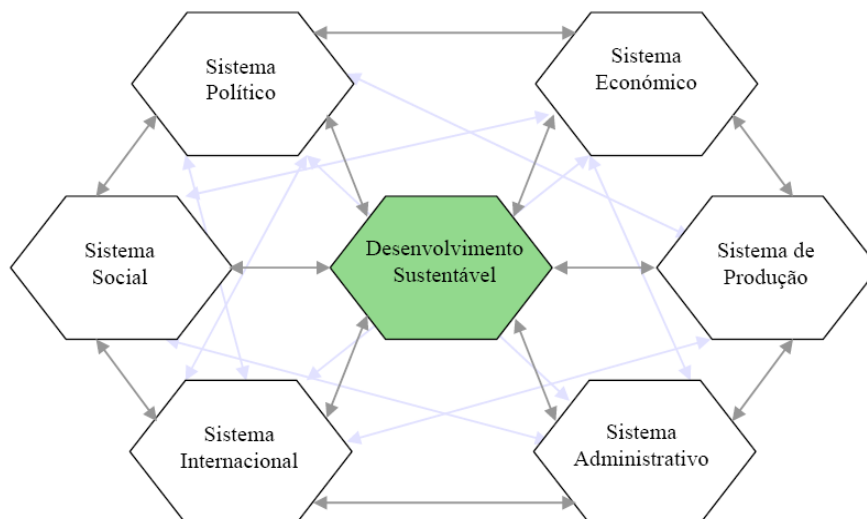 Sistema
Político
Sistema
Económico
Sistema
Social
Desenvolvimento
Sustentável
Sistema de
Produção
Sistema
Internacional
Sistema
Administrativo